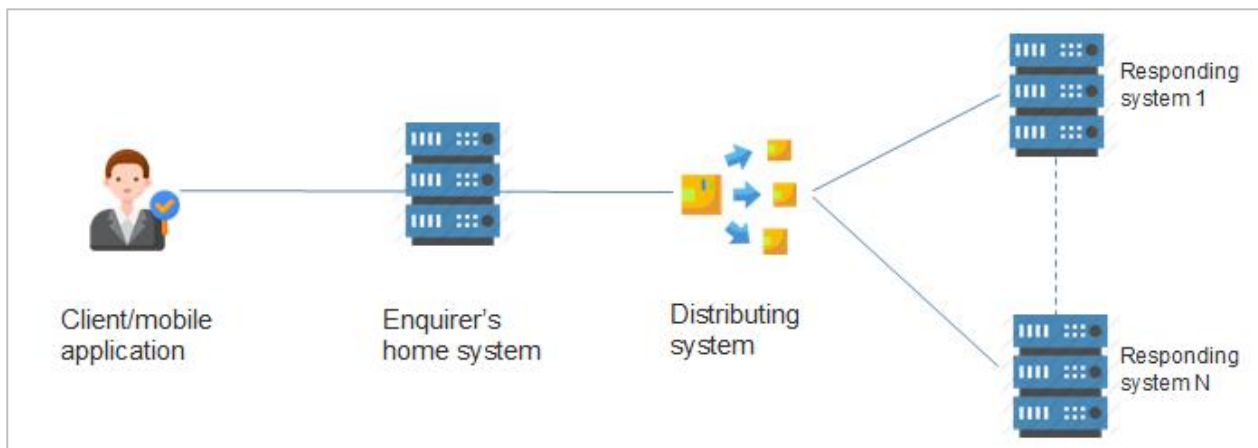 Responding
system 1
Client/mobile
application
Enquirer's
home system
Distributing
system
Responding
system N